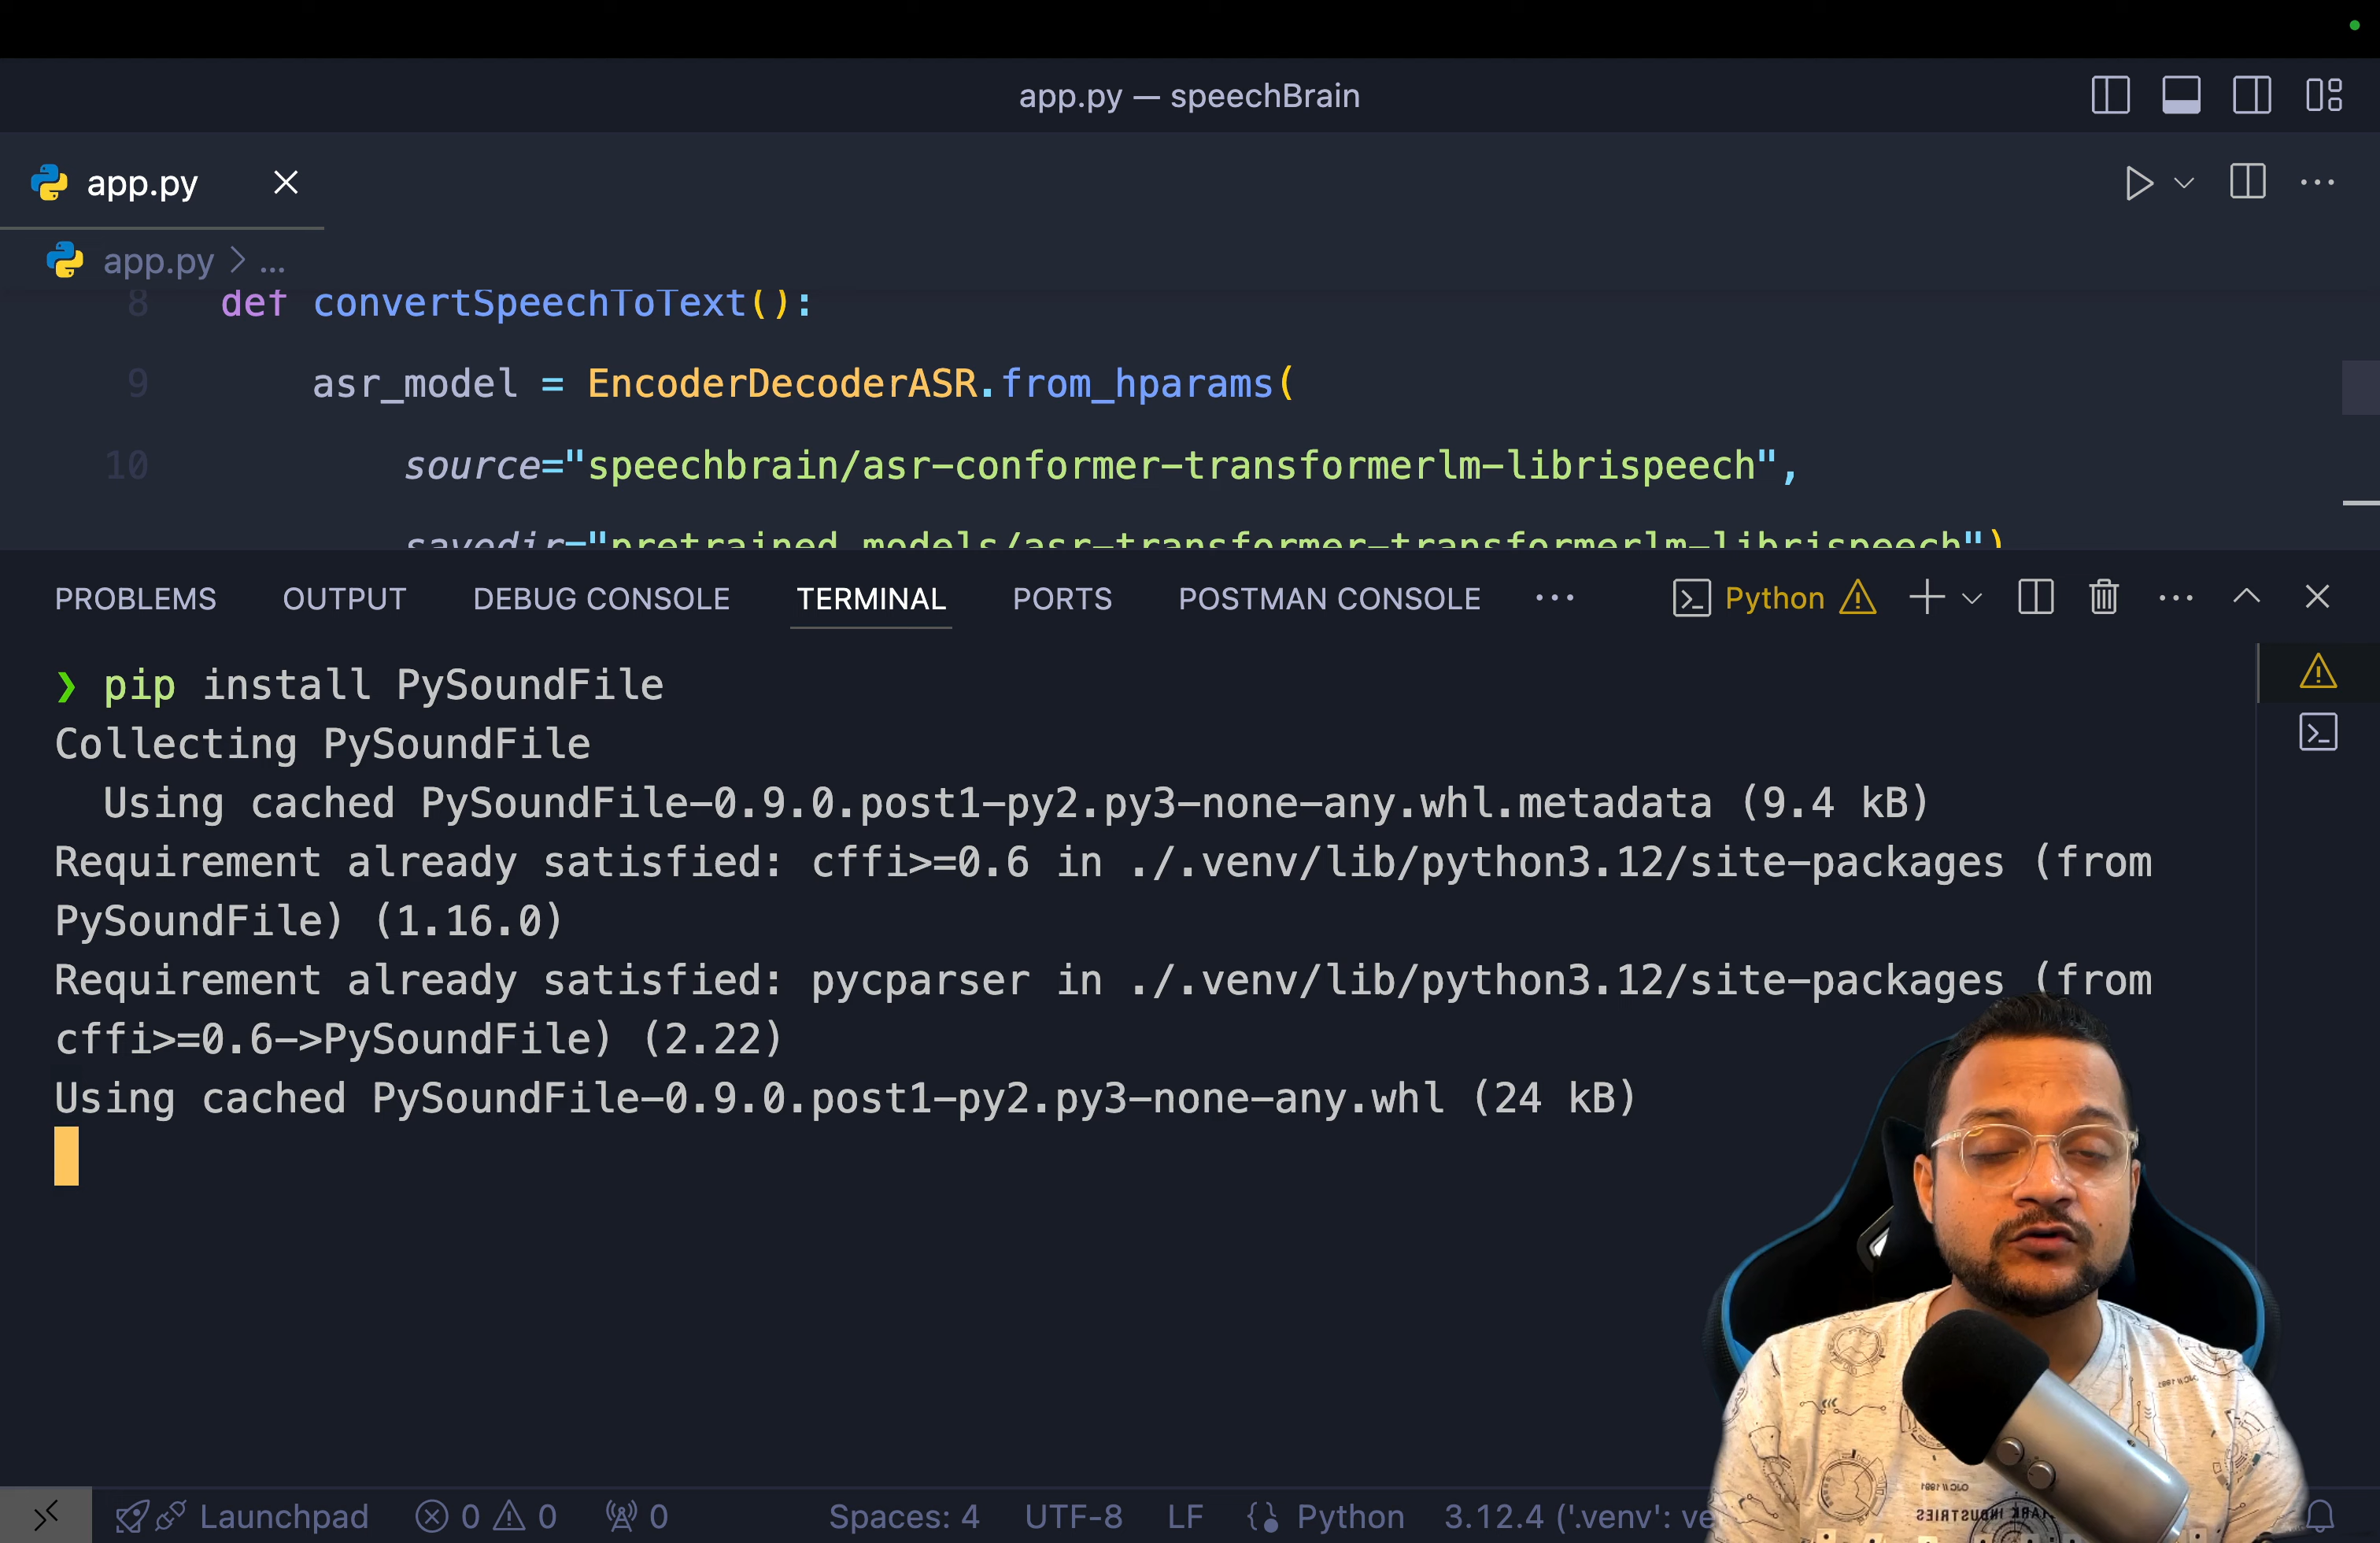 app.py — speechBrain
app.py
app.py > ...
8 def convertSpeechToText():
9 asr_model = EncoderDecoderASR.from_hparams(
10 source="speechbrain/asr-conformer-transformerlm-librispeech",
savedir="pretrained_models/asr-transformer-transformerlm-librispeech")
PROBLEMS OUTPUT DEBUG CONSOLE TERMINAL PORTS POSTMAN CONSOLE ... Python
❯ pip install PySoundFile
Collecting PySoundFile
Using cached PySoundFile-0.9.0.post1-py2.py3-none-any.whl.metadata (9.4 kB)
Requirement already satisfied: cffi>=0.6 in ./.venv/lib/python3.12/site-packages (from
PySoundFile) (1.16.0)
Requirement already satisfied: pycparser in ./.venv/lib/python3.12/site-packages (from
cffi>=0.6->PySoundFile) (2.22)
Using cached PySoundFile-0.9.0.post1-py2.py3-none-any.whl (24 kB)
Launchpad 0 0 0 Spaces: 4 UTF-8 LF Python 3.12.4 ('.venv': ve